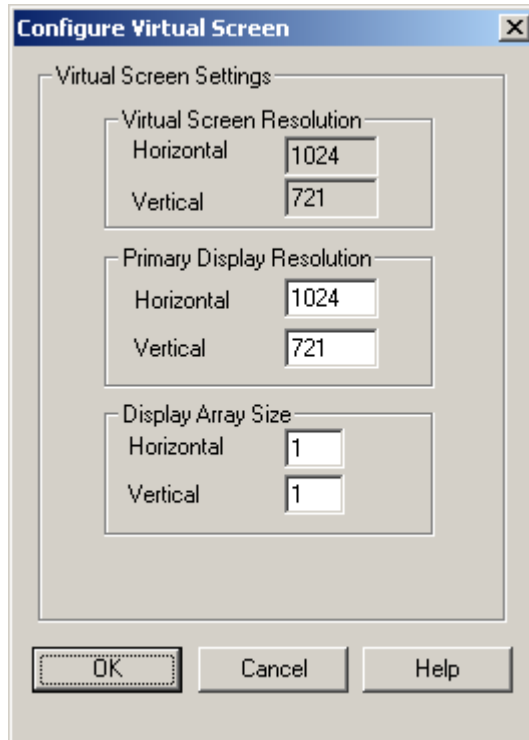 Configure Virtual Screen
Virtual Screen Settings
Virtual Screen Resolution
Horizontal 1024
Vertical 721
Primary Display Resolution
Horizontal 1024
Vertical 721
Display Array Size
Horizontal 1
Vertical 1
OK Cancel Help